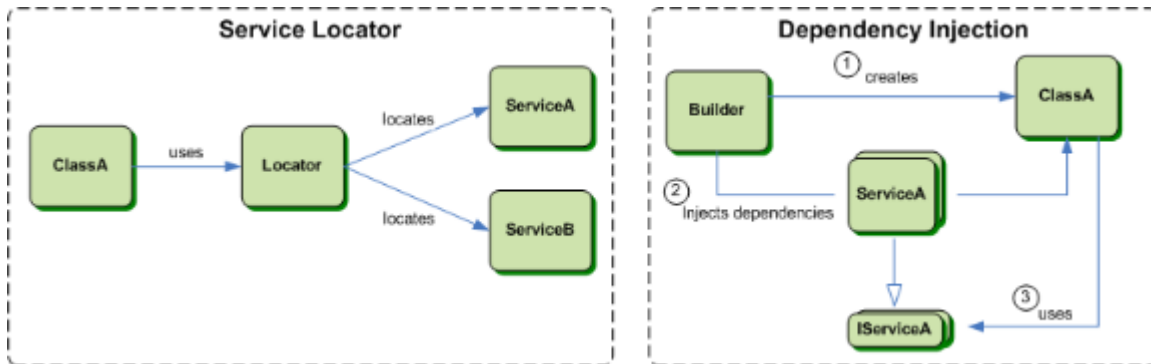 Service Locator
ClassA
uses
Locator
locates
ServiceA
locates
ServiceB
Dependency Injection
Builder
1
creates
ClassA
2
Injects dependencies
ServiceA
3
uses
IServiceA